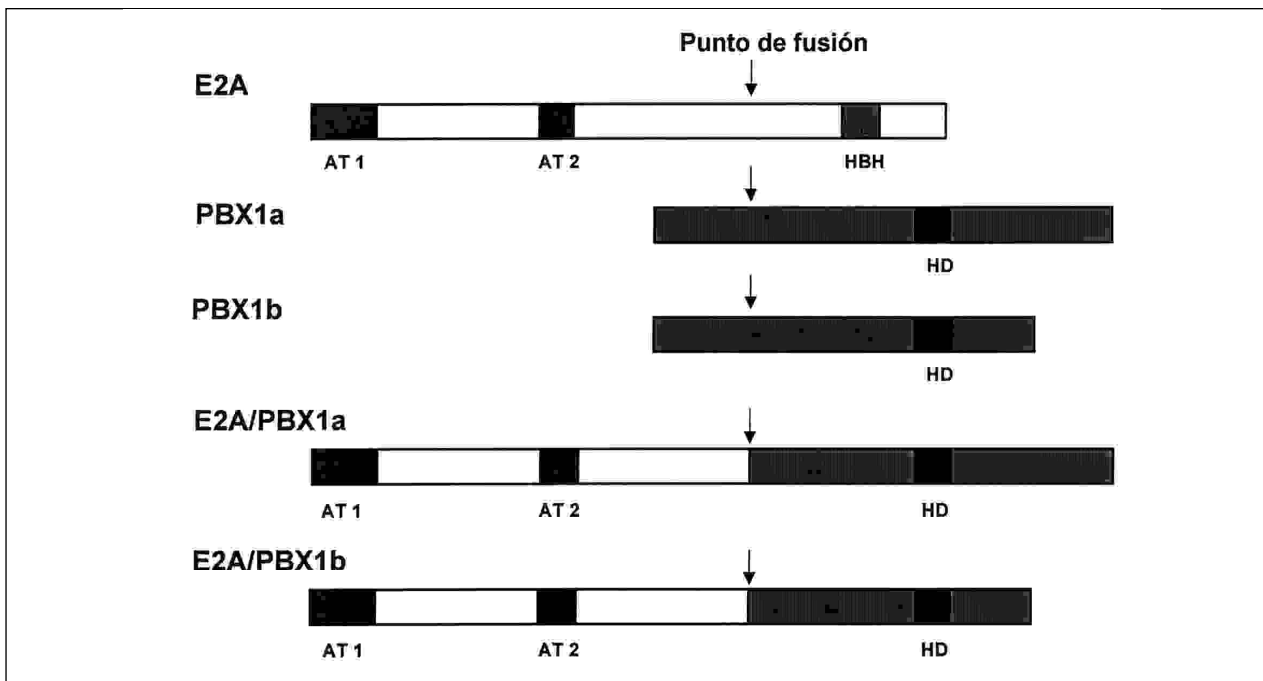 Punto de fusión
E2A
AT 1 AT 2 HBH
PBX1a
HD
PBX1b
HD
E2A/PBX1a
AT 1 AT 2 HD
E2A/PBX1b
AT 1 AT 2 HD